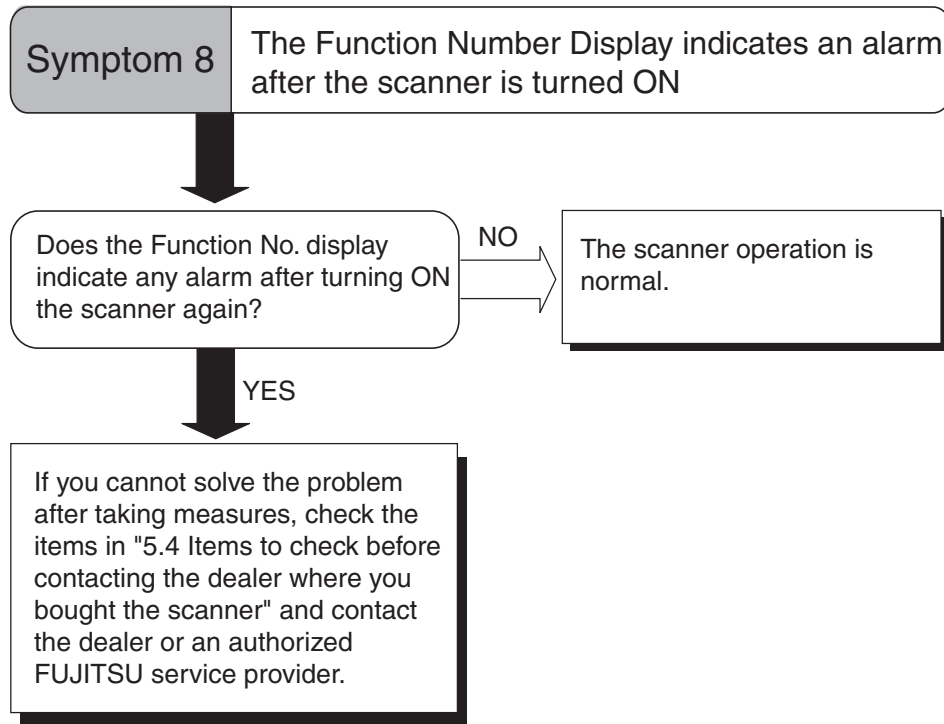 Symptom 8
The Function Number Display indicates an alarm
after the scanner is turned ON
Does the Function No. display
indicate any alarm after turning ON
the scanner again?
NO
The scanner operation is
normal.
YES
If you cannot solve the problem
after taking measures, check the
items in "5.4 Items to check before
contacting the dealer where you
bought the scanner" and contact
the dealer or an authorized
FUJITSU service provider.